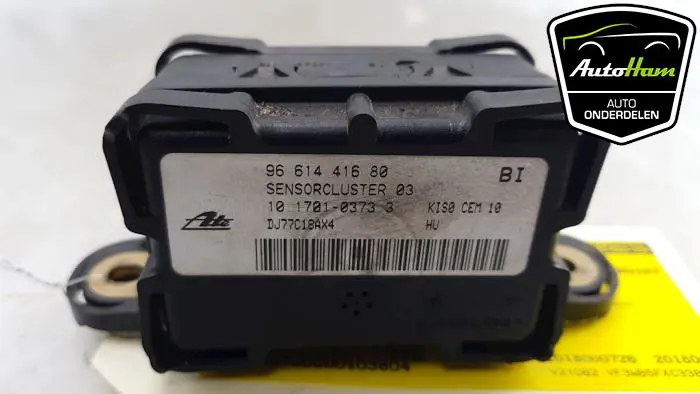 AutoHam
AUTO
ONDERDELEN
96 614 416 80
BI
SENSORCLUSTER 03
10 1701-0373 3
KISO CEM 10
Ate
DJ77C18AX4
HU